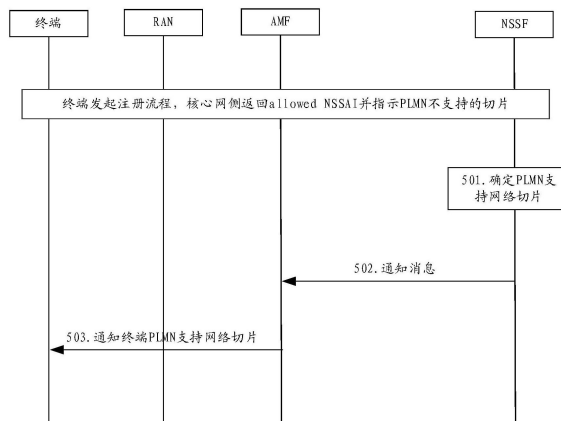 终端
RAN
AMF
NSSF
终端发起注册流程，核心网侧返回allowed NSSAI并指示PLMN不支持的切片
501.确定PLMN支
持网络切片
502.通知消息
503.通知终端PLMN支持网络切片